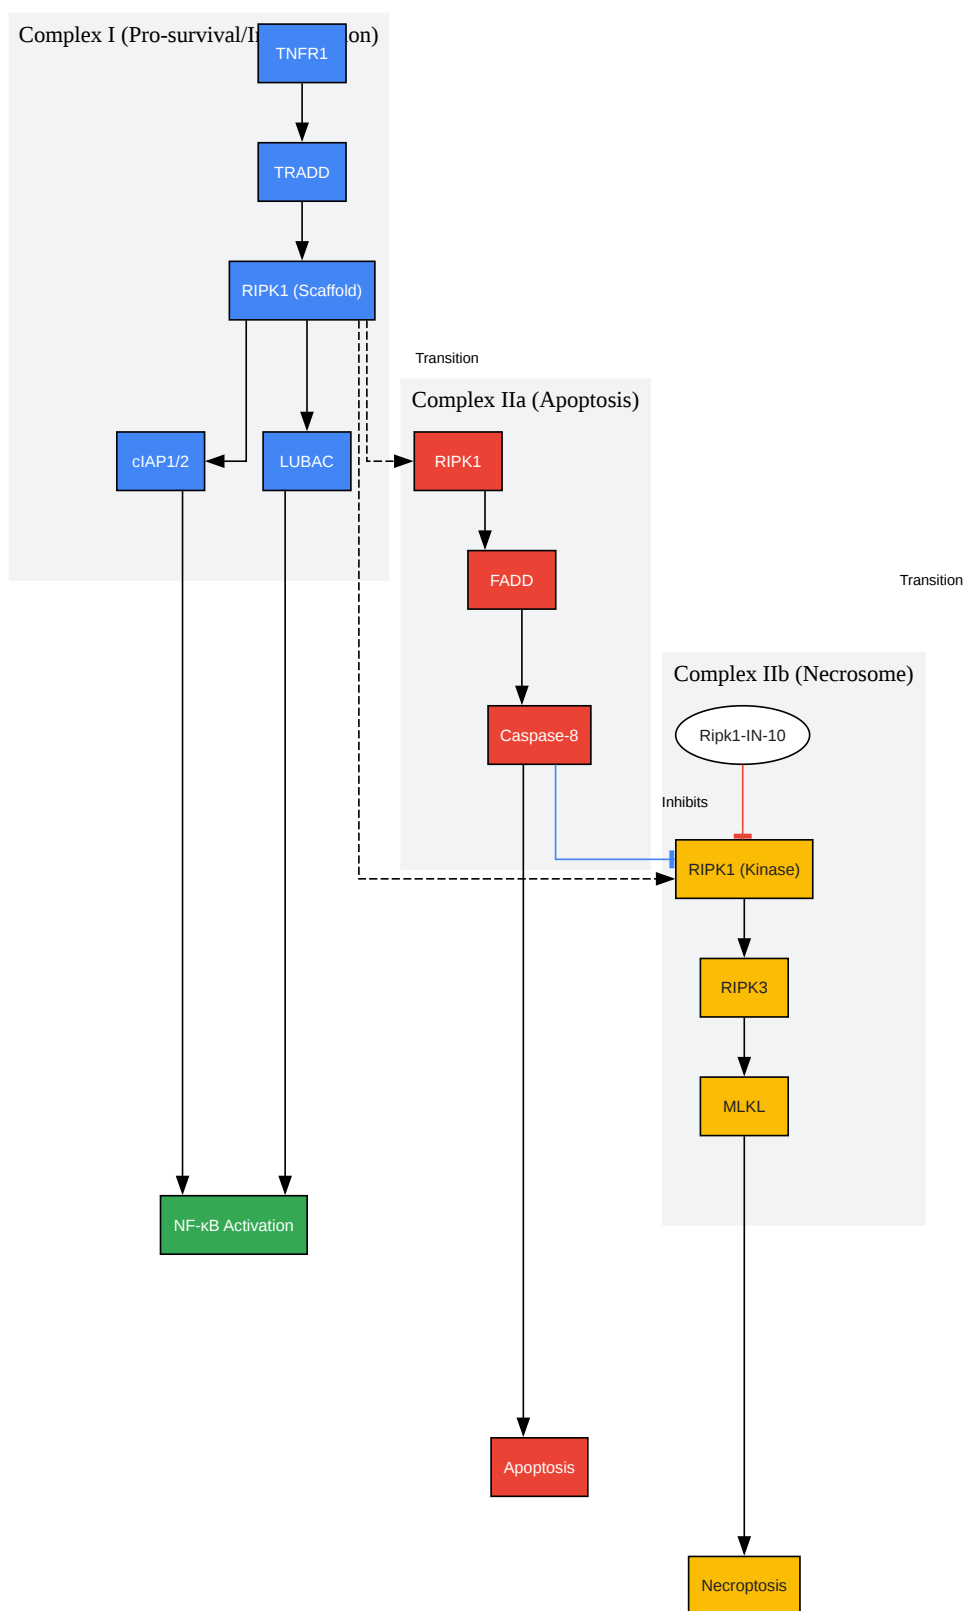 Complex I (Pro-survival/In on)
TNFR1
TRADD
RIPK1 (Scaffold)
Transition
Complex IIa (Apoptosis)
cIAP1/2
LUBAC
RIPK1
FADD
Transition
Complex IIb (Necrosome)
Caspase-8
Ripk1-IN-10
Inhibits
RIPK1 (Kinase)
RIPK3
MLKL
NF-κB Activation
Apoptosis
Necroptosis